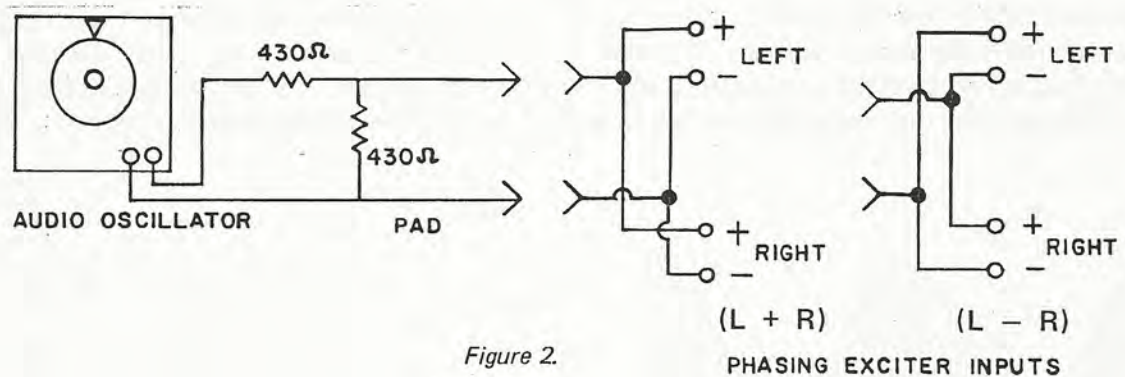 430Ω
430Ω
AUDIO OSCILLATOR
PAD
+
LEFT
−
+
RIGHT
−
(L + R)
+
LEFT
−
+
RIGHT
−
(L − R)
Figure 2.
PHASING EXCITER INPUTS